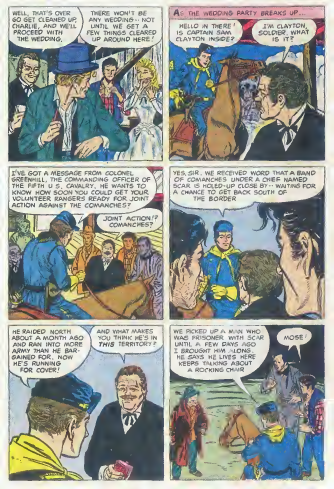 WELL, THAT'S OVER
GO GET CLEANED UP,
CHARLIE, AND WE'LL
PROCEED WITH
THE WEDDING.
THERE WON'T BE
ANY WEDDING-- NOT
UNTIL WE GET A
FEW THINGS CLEARED
UP AROUND HERE!
AS THE WEDDING PARTY BREAKS UP...
HELLO IN THERE!
IS CAPTAIN SAM
CLAYTON INSIDE?
I'M CLAYTON,
SOLDIER. WHAT
IS IT?
I'VE GOT A MESSAGE FROM COLONEL
GREENHILL, THE COMMANDING OFFICER OF
THE FIFTH U.S. CAVALRY. HE WANTS TO
KNOW HOW SOON YOU COULD GET YOUR
VOLUNTEER RANGERS READY FOR JOINT
ACTION AGAINST THE COMANCHES?
JOINT ACTION!?
COMANCHES?
YES, SIR. WE RECEIVED WORD THAT A BAND
OF COMANCHES UNDER A CHIEF NAMED
SCAR IS HOLED-UP CLOSE BY-- WAITING FOR
A CHANCE TO GET BACK SOUTH OF
THE BORDER
HE RAIDED NORTH
ABOUT A MONTH AGO
AND RAN INTO MORE
ARMY THAN HE BAR-
GAINED FOR. NOW
HE'S RUNNING
FOR COVER!
AND WHAT MAKES
YOU THINK HE'S IN
THIS TERRITORY?
WE PICKED UP A MAN WHO
WAS PRISONER WITH SCAR
UNTIL A FEW DAYS AGO
I BROUGHT HIM ALONG.
HE SAYS HE LIVES HERE
KEEPS TALKING ABOUT
A ROCKING CHAIR
MOSE!